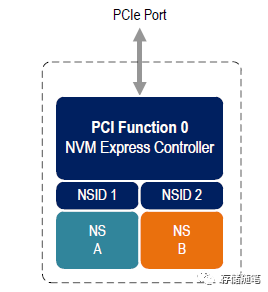 PCIe Port
PCI Function 0
NVM Express Controller
NSID 1
NSID 2
NS
A
NS
B
存储随笔